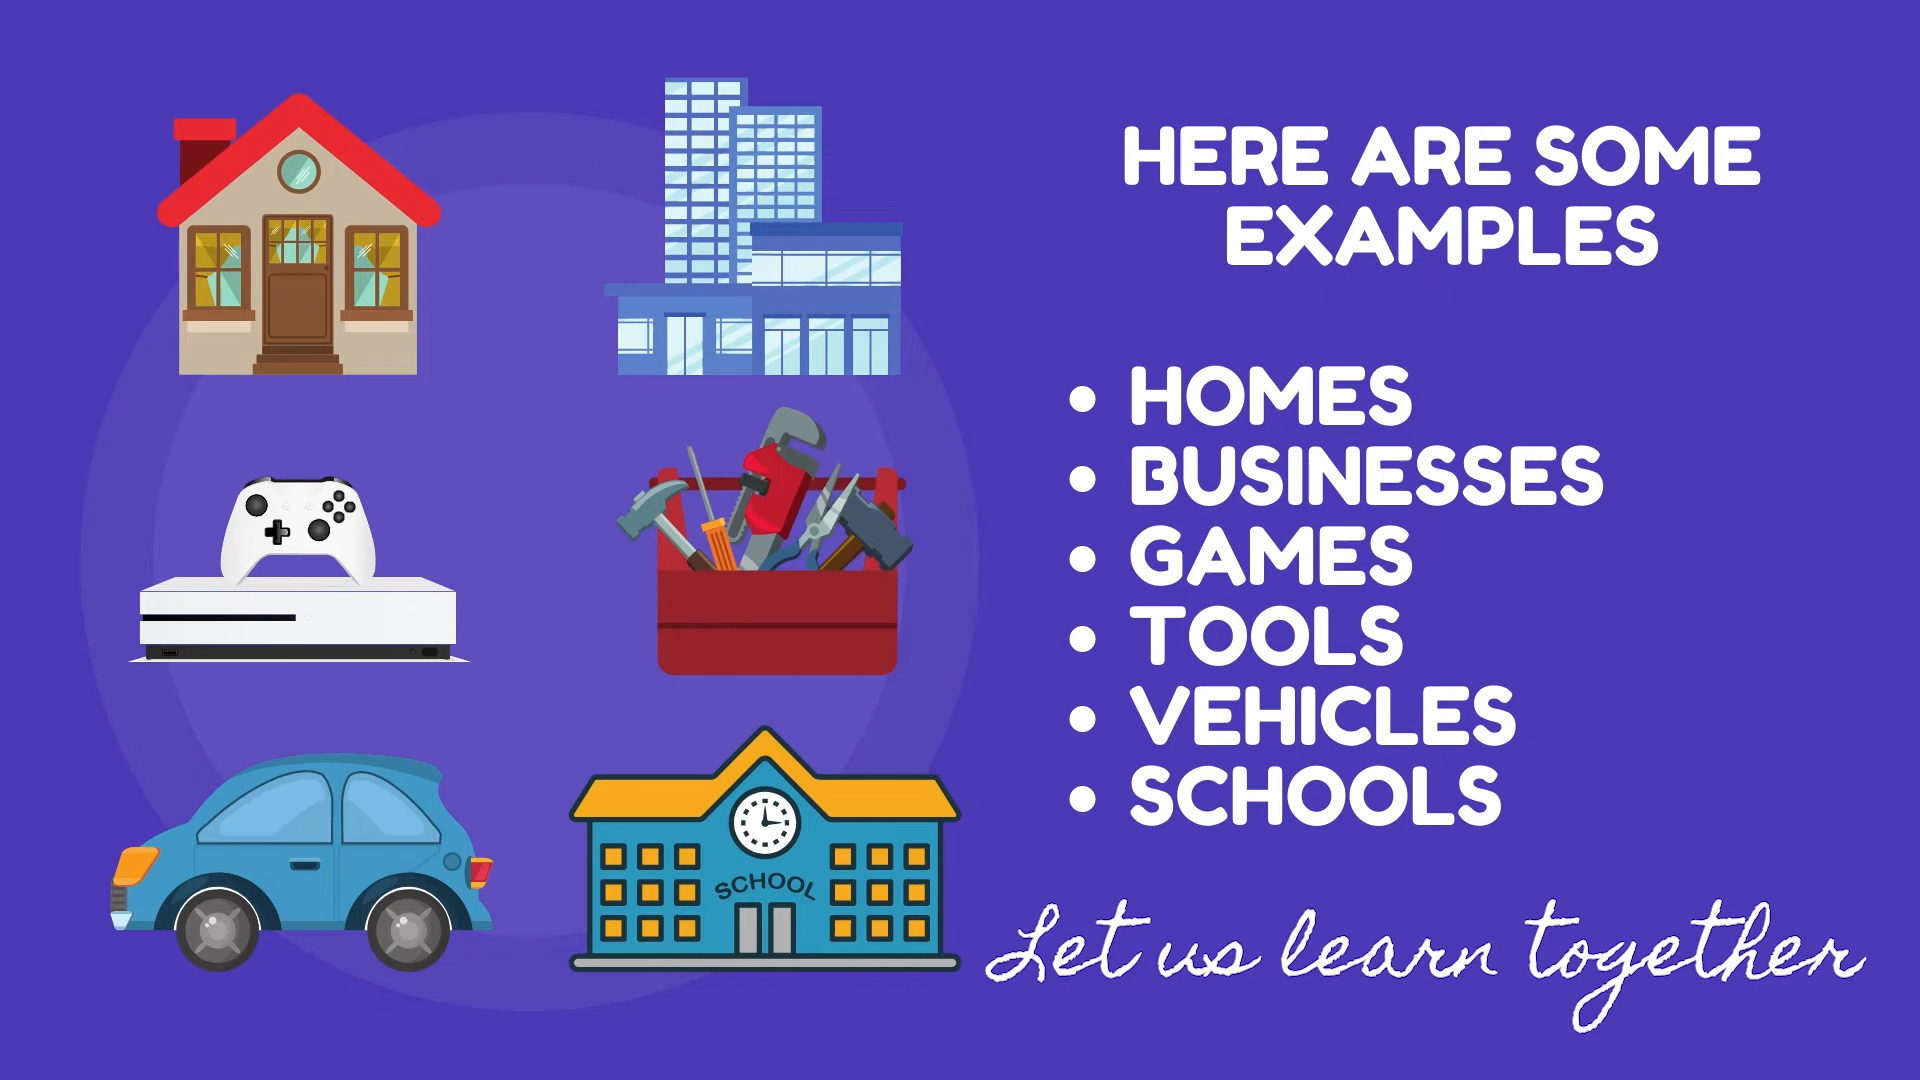 HERE ARE SOME
EXAMPLES
• HOMES
• BUSINESSES
• GAMES
• TOOLS
• VEHICLES
• SCHOOLS
SCHOOL
Let us learn together